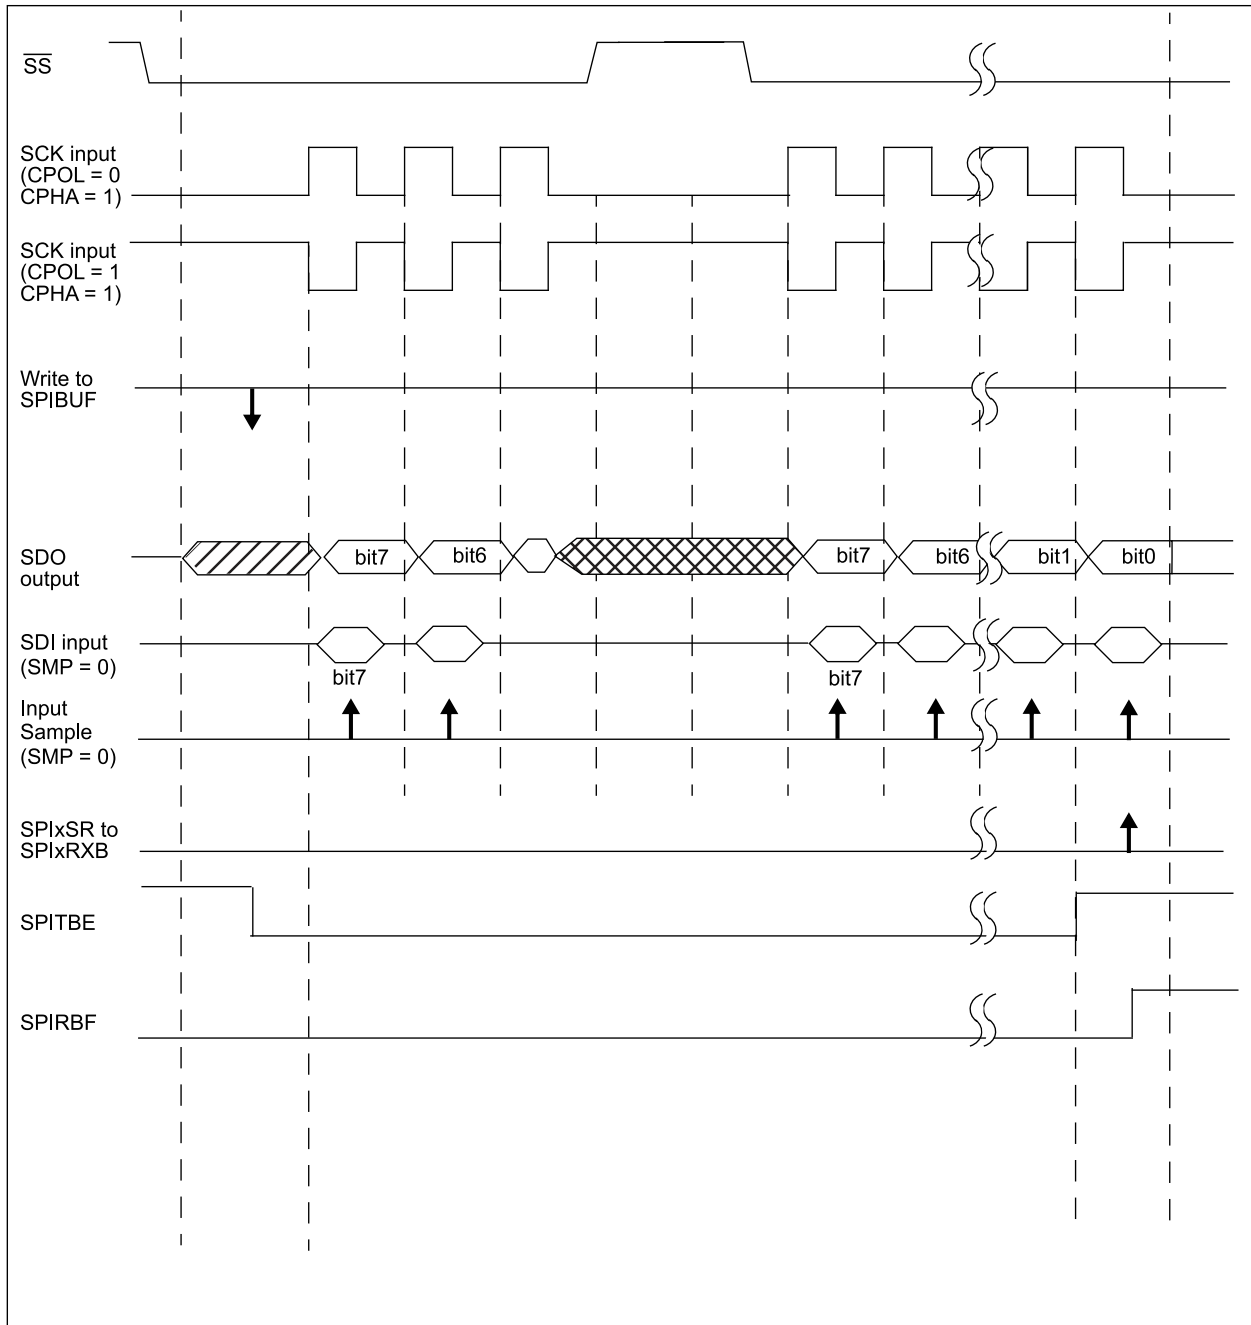 SS
SCK input
(CPOL = 0
CPHA = 1)
SCK input
(CPOL = 1
CPHA = 1)
Write to
SPIBUF
SDO
output
bit7
bit6
bit7
bit6
bit1
bit0
SDI input
(SMP = 0)
bit7
bit7
Input
Sample
(SMP = 0)
SPIxSR to
SPIxRXB
SPITBE
SPIRBF